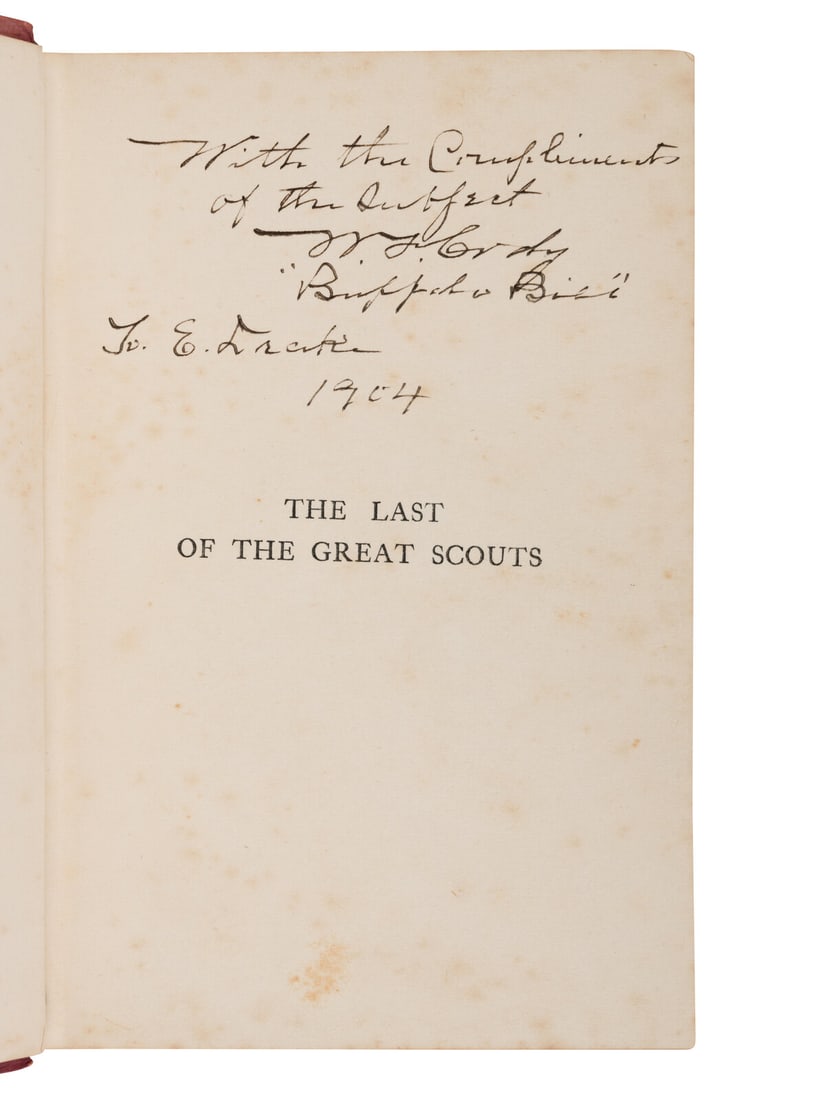 With the Compliments
of the Subject
W. F. Cody
"Buffalo Bill"
To. E. Drake
1904
THE LAST
OF THE GREAT SCOUTS